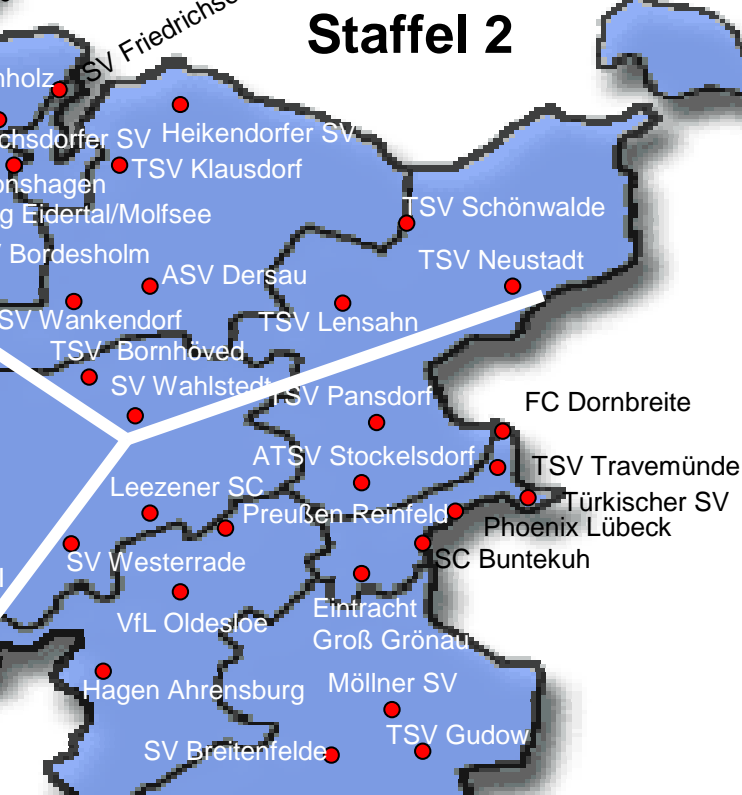 Staffel 2
SV Friedrichs
nholz
chsdorfer SV
Heikendorfer SV
TSV Klausdorf
onshagen
g Eidertal/Molfsee
TSV Schönwalde
Bordesholm
TSV Neustadt
ASV Dersau
SV Wankendorf
TSV Lensahn
TSV Bornhöved
SV Wahlstedt
TSV Pansdorf
FC Dornbreite
ATSV Stockelsdorf
TSV Travemünde
Leezener SC
Türkischer SV
Preußen Reinfeld
Phoenix Lübeck
SC Buntekuh
SV Westerrade
Eintracht
Groß Grönau
VfL Oldesloe
Möllner SV
Hagen Ahrensburg
TSV Gudow
SV Breitenfelde